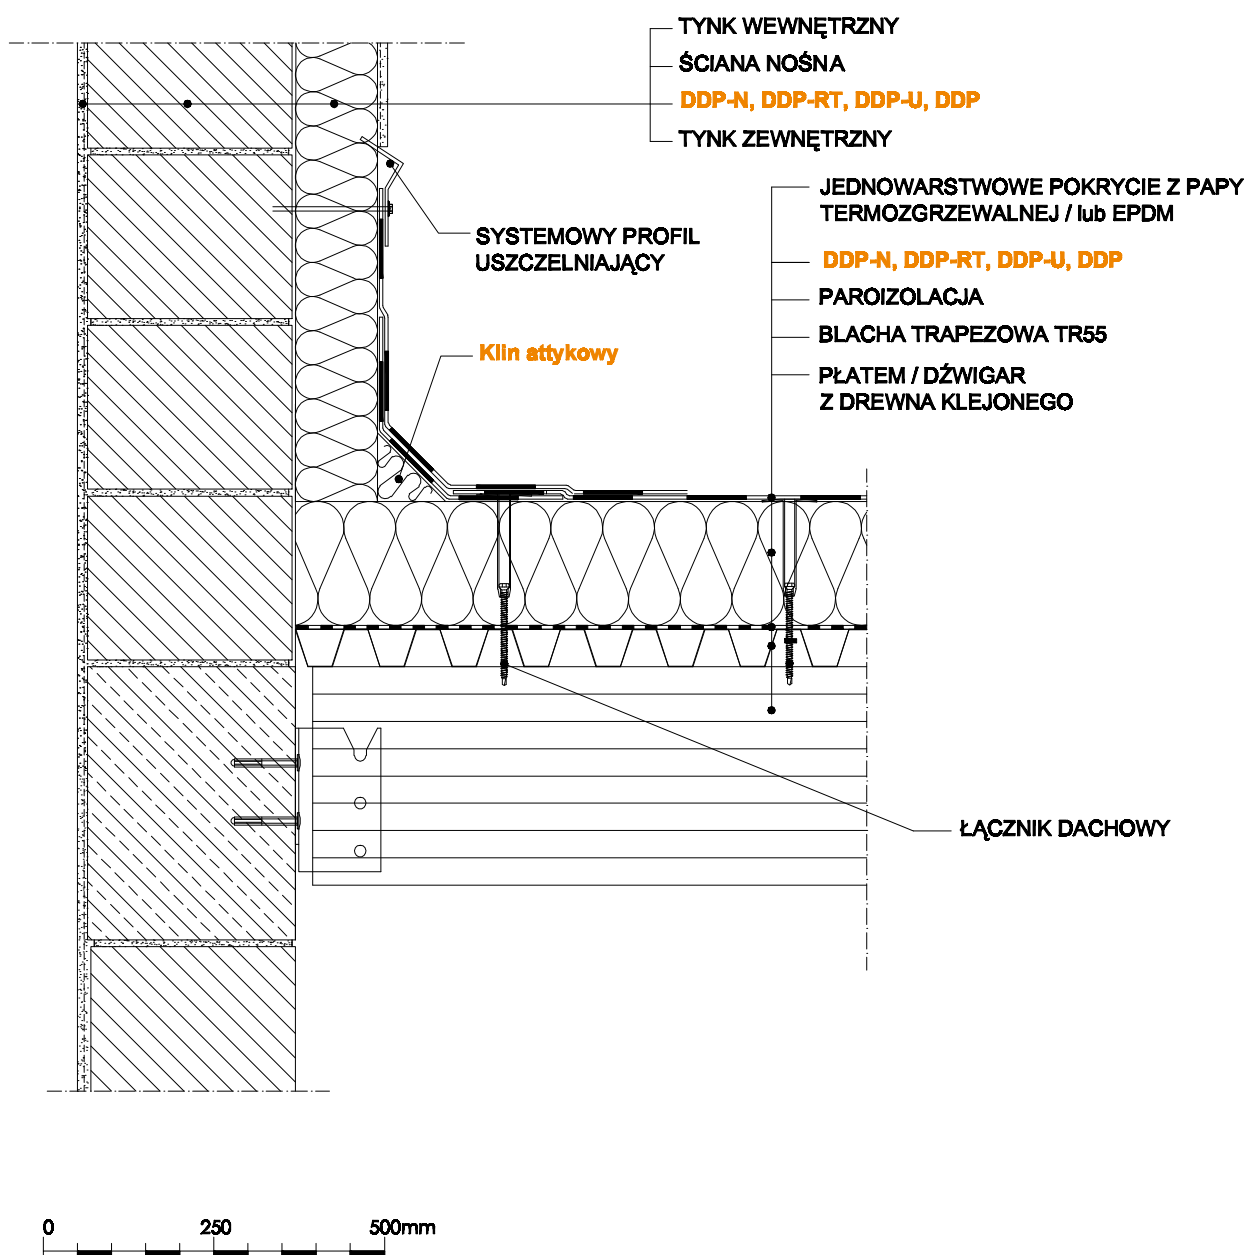 TYNK WEWNĘTRZNY
ŚCIANA NOŚNA
DDP-N, DDP-RT, DDP-U, DDP
TYNK ZEWNĘTRZNY
JEDNOWARSTWOWE POKRYCIE Z PAPY
TERMOZGRZEWALNEJ / lub EPDM
DDP-N, DDP-RT, DDP-U, DDP
PAROIZOLACJA
BLACHA TRAPEZOWA TR55
PŁATEM / DŹWIGAR
Z DREWNA KLEJONEGO
SYSTEMOWY PROFIL
USZCZELNIAJĄCY
Klin attykowy
ŁĄCZNIK DACHOWY
0 250 500mm